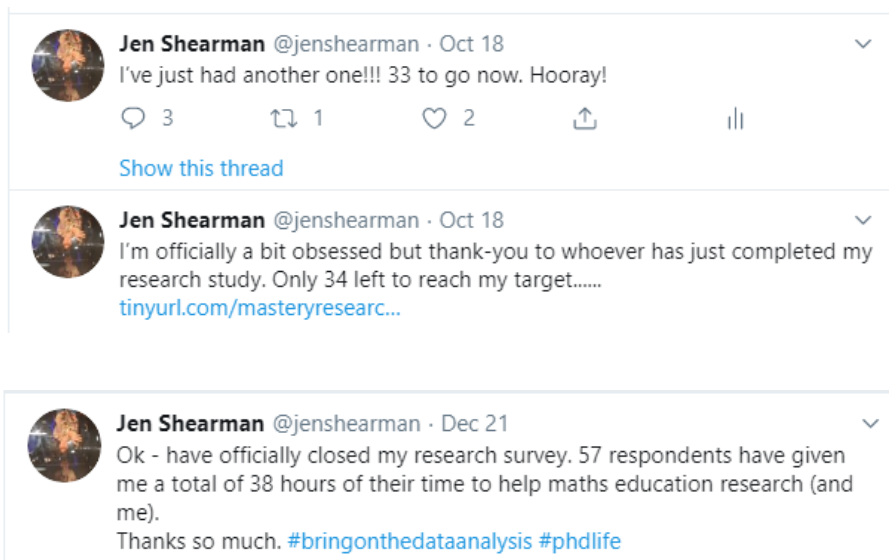 Jen Shearman @jenshearman · Oct 18
I've just had another one!!! 33 to go now. Hooray!
3 1 2
Show this thread
Jen Shearman @jenshearman · Oct 18
I'm officially a bit obsessed but thank-you to whoever has just completed my
research study. Only 34 left to reach my target......
tinyurl.com/masteryresearc...
Jen Shearman @jenshearman · Dec 21
Ok - have officially closed my research survey. 57 respondents have given
me a total of 38 hours of their time to help maths education research (and
me).
Thanks so much. #bringonthedataanalysis #phdlife